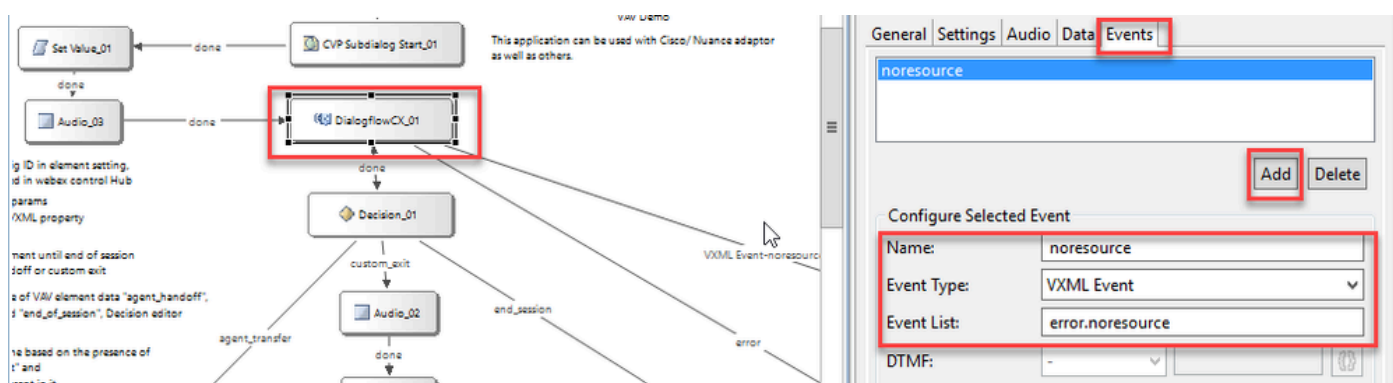 VAV Demo
This application can be used with Cisco/ Nuance adaptor
as well as others.
Set Value_01
done
CVP Subdialog Start_01
done
Audio_03
done
DialogflowCX_01
done
Decision_01
custom_exit
Audio_02
done
agent_transfer
end_session
error
VXML Event-noresource
ig ID in element setting,
d in webex control Hub
params
VXML property
ment until end of session
doff or custom exit
e of VAV element data "agent_handoff",
d "end_of_session", Decision editor
ne based on the presence of
t" and
General
Settings
Audio
Data
Events
noresource
Add
Delete
Configure Selected Event
Name:
noresource
Event Type:
VXML Event
Event List:
error.noresource
DTMF:
-